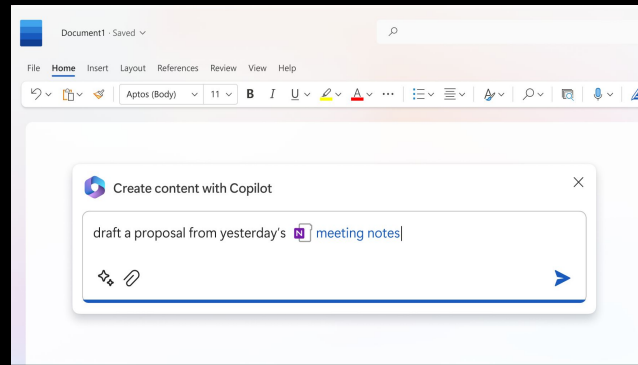 Document1 · Saved
File Home Insert Layout References Review View Help
Aptos (Body) 11 B I U A
Create content with Copilot
draft a proposal from yesterday's N meeting notes